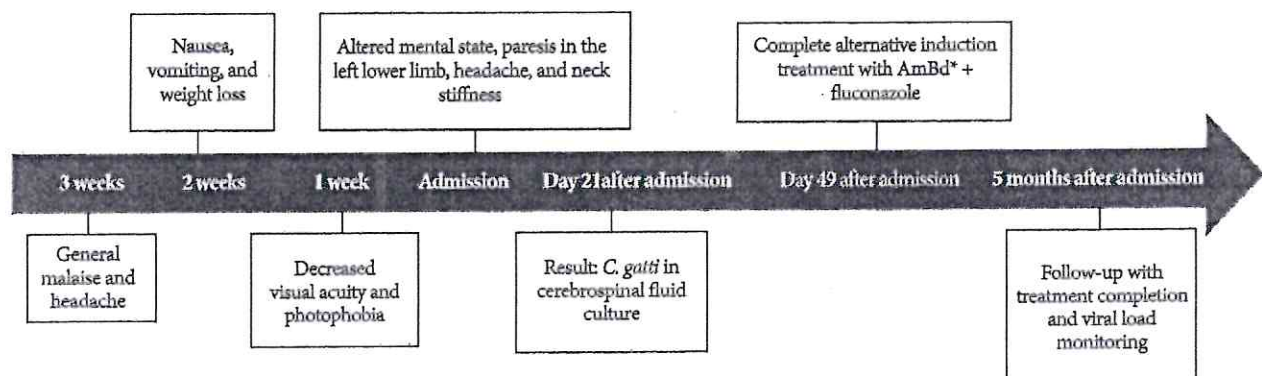 Nausea,
vomiting, and
weight loss
Altered mental state, paresis in the
left lower limb, headache, and neck
stiffness
Complete alternative induction
treatment with AmBd* +
fluconazole
3 weeks
2 weeks
1 week
Admission
Day 21after admission
Day 49 after admission
5 months after admission
General
malaise and
headache
Decreased
visual acuity and
photophobia
Result: C. gatti in
cerebrospinal fluid
culture
Follow-up with
treatment completion
and viral load
monitoring